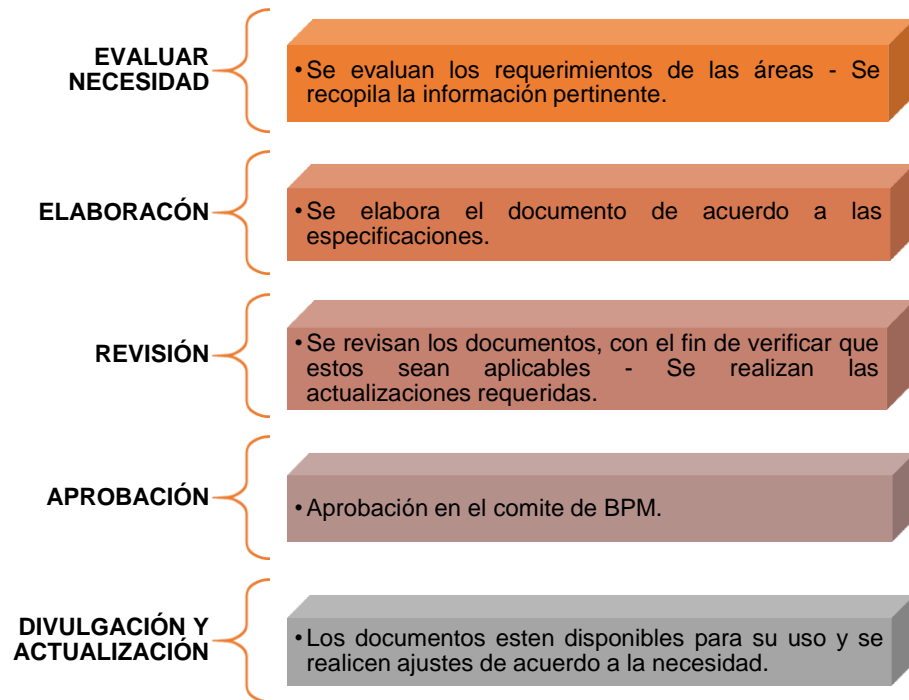 EVALUAR
NECESIDAD
•Se evaluan los requerimientos de las áreas - Se
recopila la información pertinente.
ELABORACÓN
•Se elabora el documento de acuerdo a las
especificaciones.
REVISIÓN
•Se revisan los documentos, con el fin de verificar que
estos sean aplicables - Se realizan las
actualizaciones requeridas.
APROBACIÓN
•Aprobación en el comite de BPM.
DIVULGACIÓN Y
ACTUALIZACIÓN
•Los documentos esten disponibles para su uso y se
realicen ajustes de acuerdo a la necesidad.